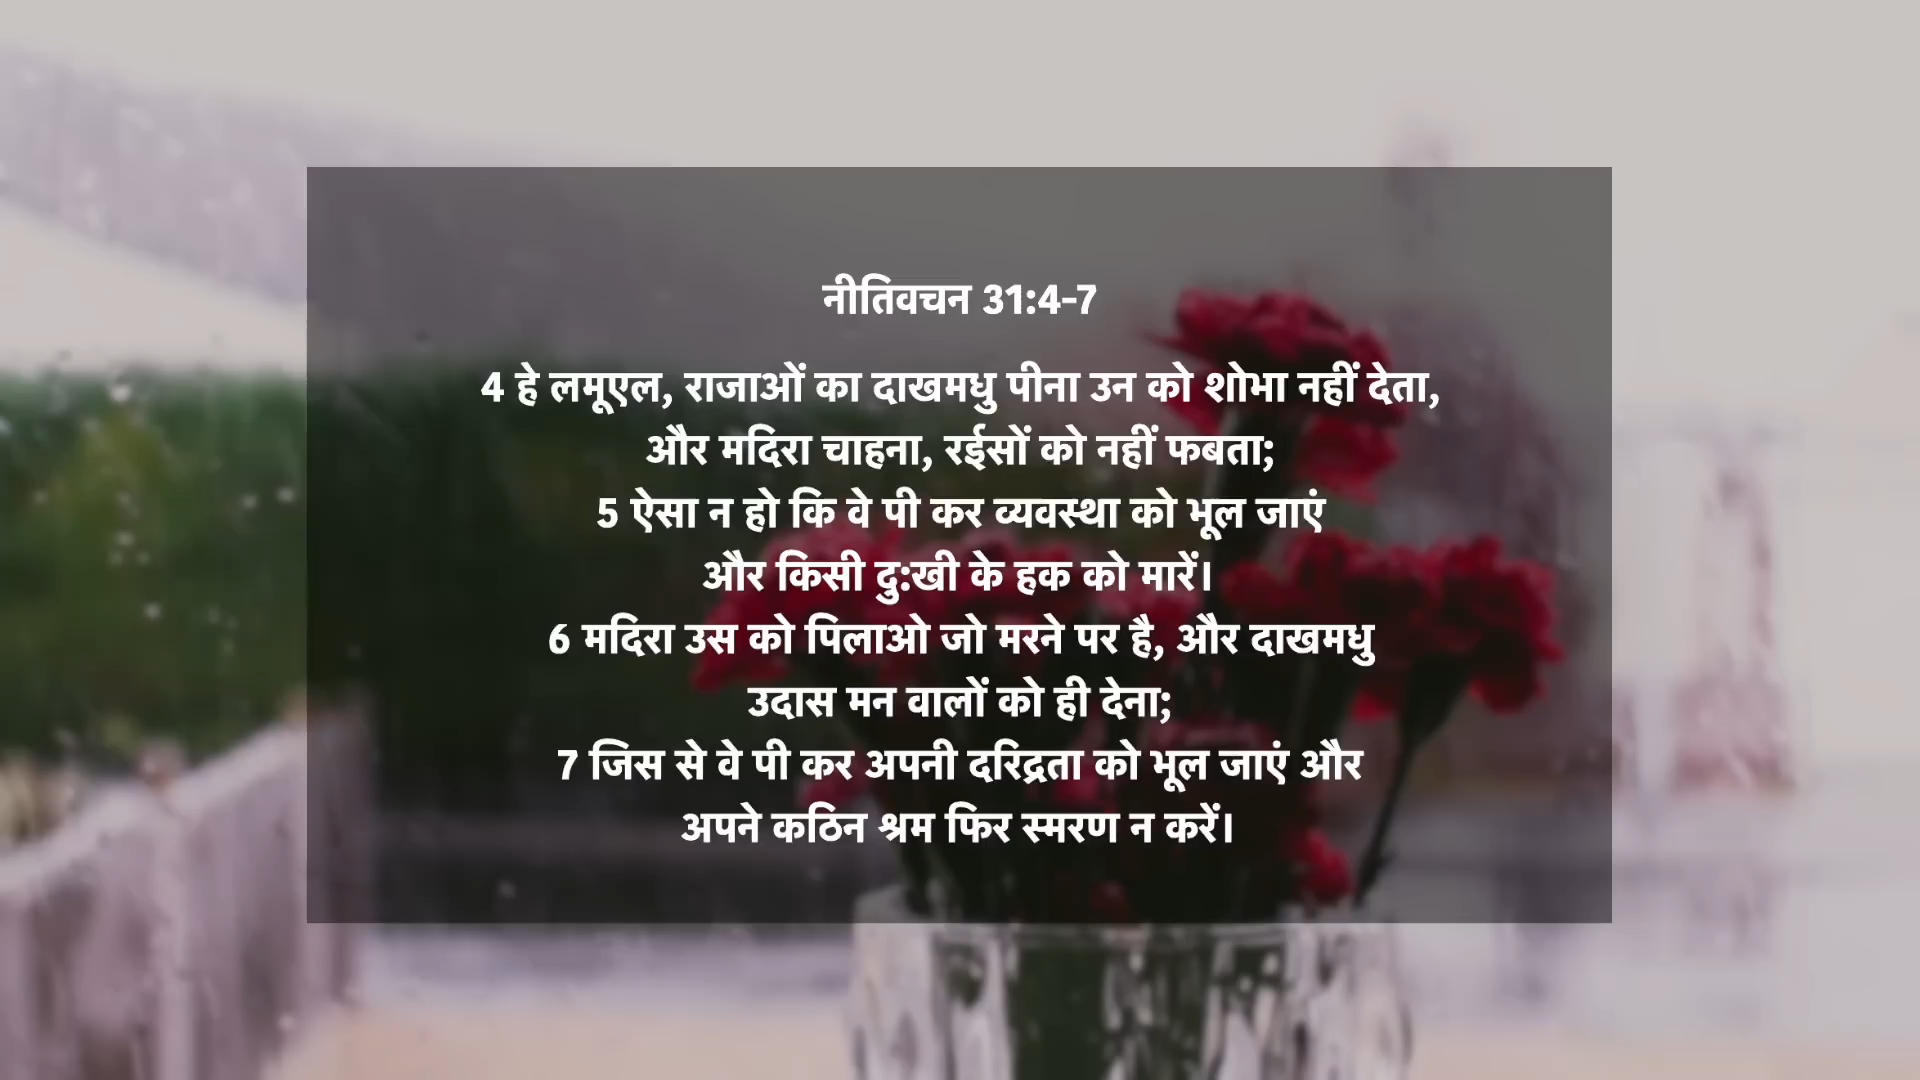 नीतिवचन 31:4-7
4 हे लमूएल, राजाओं का दाखमधु पीना उन को शोभा नहीं देता,
और मदिरा चाहना, रईसों को नहीं फबता;
5 ऐसा न हो कि वे पी कर व्यवस्था को भूल जाएं
और किसी दु:खी के हक को मारें।
6 मदिरा उस को पिलाओ जो मरने पर है, और दाखमधु
उदास मन वालों को ही देना;
7 जिस से वे पी कर अपनी दरिद्रता को भूल जाएं और
अपने कठिन श्रम फिर स्मरण न करें।